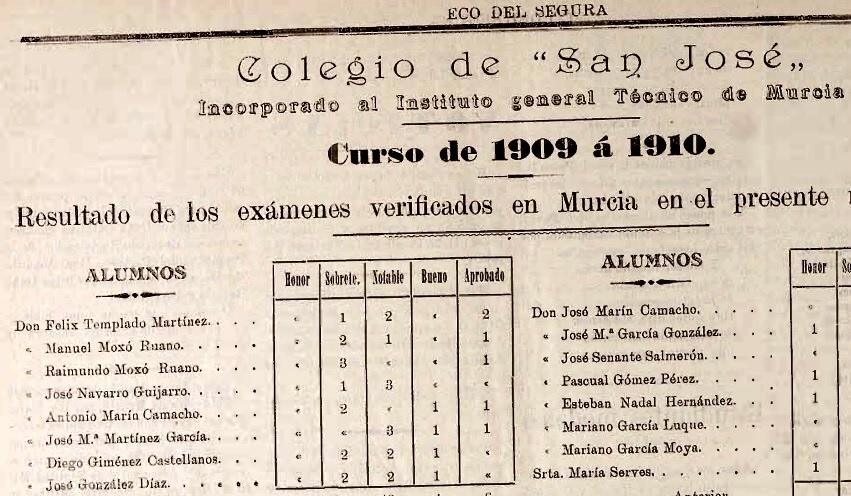 ECO DEL SEGURA
Colegio de "San José„
Incorporado al Instituto general Técnico de Murcia
Curso de 1909 á 1910.
Resultado de los exámenes verificados en Murcia en el presente
ALUMNOS Honor Sobrete. Notable Bueno Aprobado
Don Felix Templado Martínez. . . . « 1 2 « 2
« Manuel Moxó Ruano. . . . . « 2 1 « 1
« Raimundo Moxó Ruano. . . . « 3 « « 1
« José Navarro Guijarro. . . . . « 1 3 « «
« Antonio Marín Camacho. . . . « 2 « 1 1
« José M.ª Martínez García. . . . « « 3 1 1
« Diego Giménez Castellanos. . . « 2 2 1 «
« José González Díaz. . . . . . « 2 2 1 «
ALUMNOS Honor
Don José Marín Camacho. . . . . «
« José M.ª García González. . . . . 1
« José Senante Salmerón. . . . . «
« Pascual Gómez Pérez. . . . . 1
« Esteban Nadal Hernández. . . 1
« Mariano García Luque. . . . . «
« Mariano García Moya. . . . . «
Srta. María Serves. . . . . . . 1